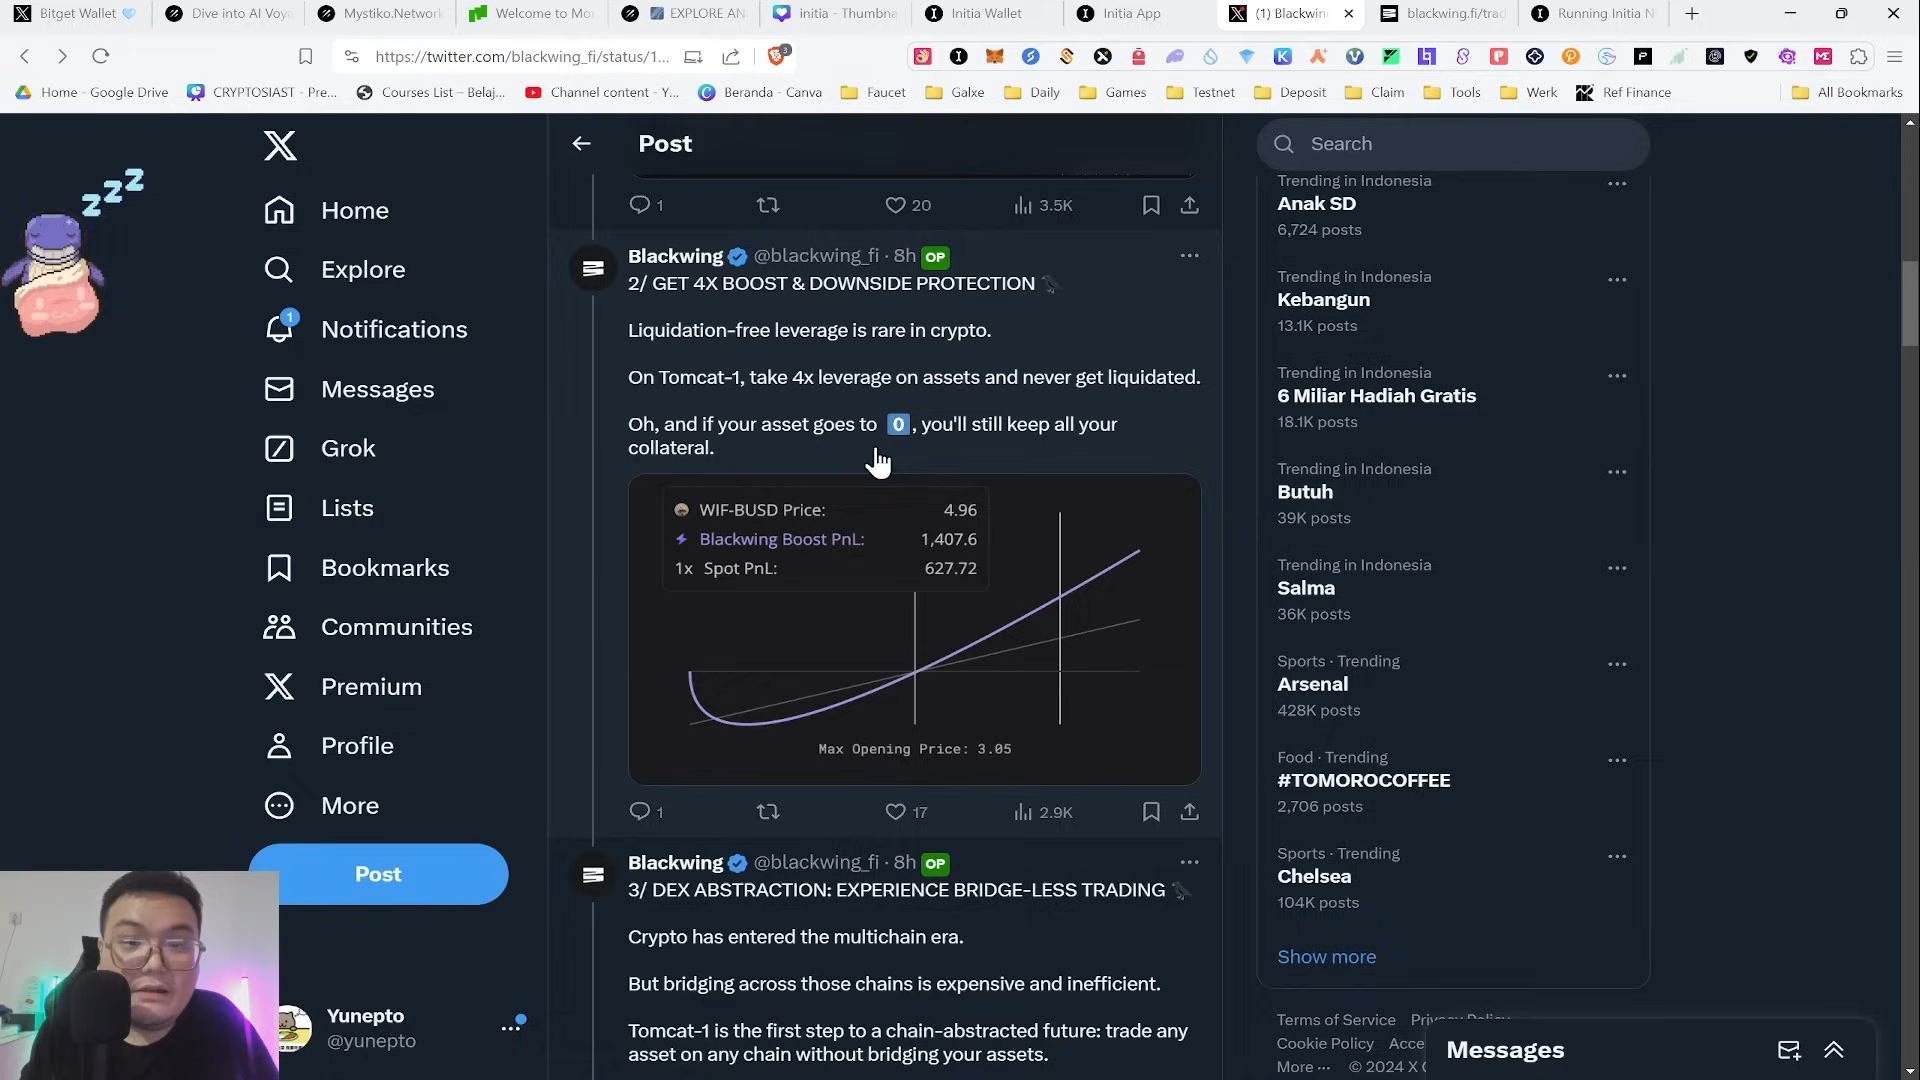 Bitget Wallet
Dive into AI Voya
Mystiko.Network
Welcome to Mo
EXPLORE AN
initia - Thumbna
Initia Wallet
Initia App
(1) Blackwin
blackwing.fi/trad
Running Initia N
https://twitter.com/blackwing_fi/status/1...
3
Home - Google Drive
CRYPTOSIAST - Pre...
Courses List – Belaj...
Channel content - Y...
Beranda - Canva
Faucet
Galxe
Daily
Games
Testnet
Deposit
Claim
Tools
Werk
Ref Finance
All Bookmarks
zzz
Home
Explore
1
Notifications
Messages
Grok
Lists
Bookmarks
Communities
Premium
Profile
More
Post
Yunepto
@yunepto
Post
1
20
3.5K
Blackwing @blackwing_fi · 8h OP
2/ GET 4X BOOST & DOWNSIDE PROTECTION
Liquidation-free leverage is rare in crypto.
On Tomcat-1, take 4x leverage on assets and never get liquidated.
Oh, and if your asset goes to 0, you'll still keep all your
collateral.
WIF-BUSD Price: 4.96
Blackwing Boost PnL: 1,407.6
1x Spot PnL: 627.72
Max Opening Price: 3.05
1
17
2.9K
Blackwing @blackwing_fi · 8h OP
3/ DEX ABSTRACTION: EXPERIENCE BRIDGE-LESS TRADING
Crypto has entered the multichain era.
But bridging across those chains is expensive and inefficient.
Tomcat-1 is the first step to a chain-abstracted future: trade any
asset on any chain without bridging your assets.
Search
Trending in Indonesia
Anak SD
6,724 posts
Trending in Indonesia
Kebangun
13.1K posts
Trending in Indonesia
6 Miliar Hadiah Gratis
18.1K posts
Trending in Indonesia
Butuh
39K posts
Trending in Indonesia
Salma
36K posts
Sports · Trending
Arsenal
428K posts
Food · Trending
#TOMOROCOFFEE
2,706 posts
Sports · Trending
Chelsea
104K posts
Show more
Terms of Service Privacy Policy
Cookie Policy Acce
More ··· © 2024 X C
Messages